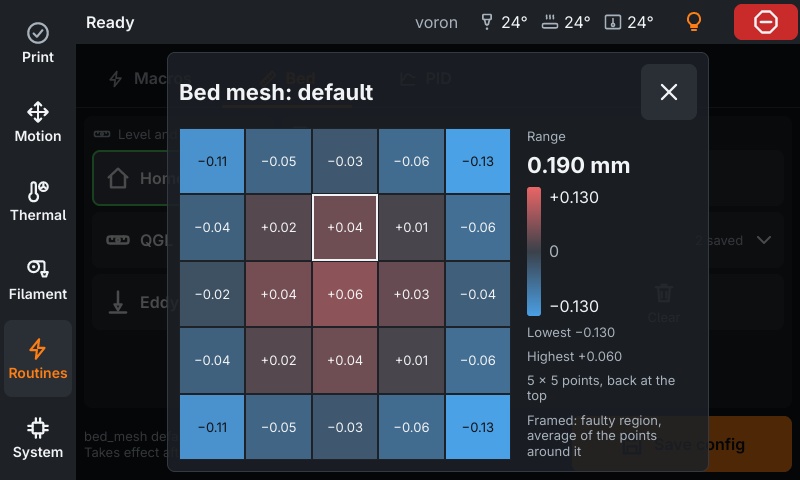 Ready
voron
24°
24°
24°
Print
Motion
Thermal
Filament
Routines
System
Bed
PID
Bed mesh: default
−0.11 −0.05 −0.03 −0.06 −0.13
−0.04 +0.02 +0.04 +0.01 −0.06
−0.02 +0.04 +0.06 +0.03 −0.04
−0.04 +0.02 +0.04 +0.01 −0.06
−0.11 −0.05 −0.03 −0.06 −0.13
Range
0.190 mm
+0.130
0
−0.130
Lowest −0.130
Highest +0.060
5 × 5 points, back at the
top
Framed: faulty region,
average of the points
around it
Level
QGL
Eddy
saved
Clear
bed_mesh
Takes effect
Save config